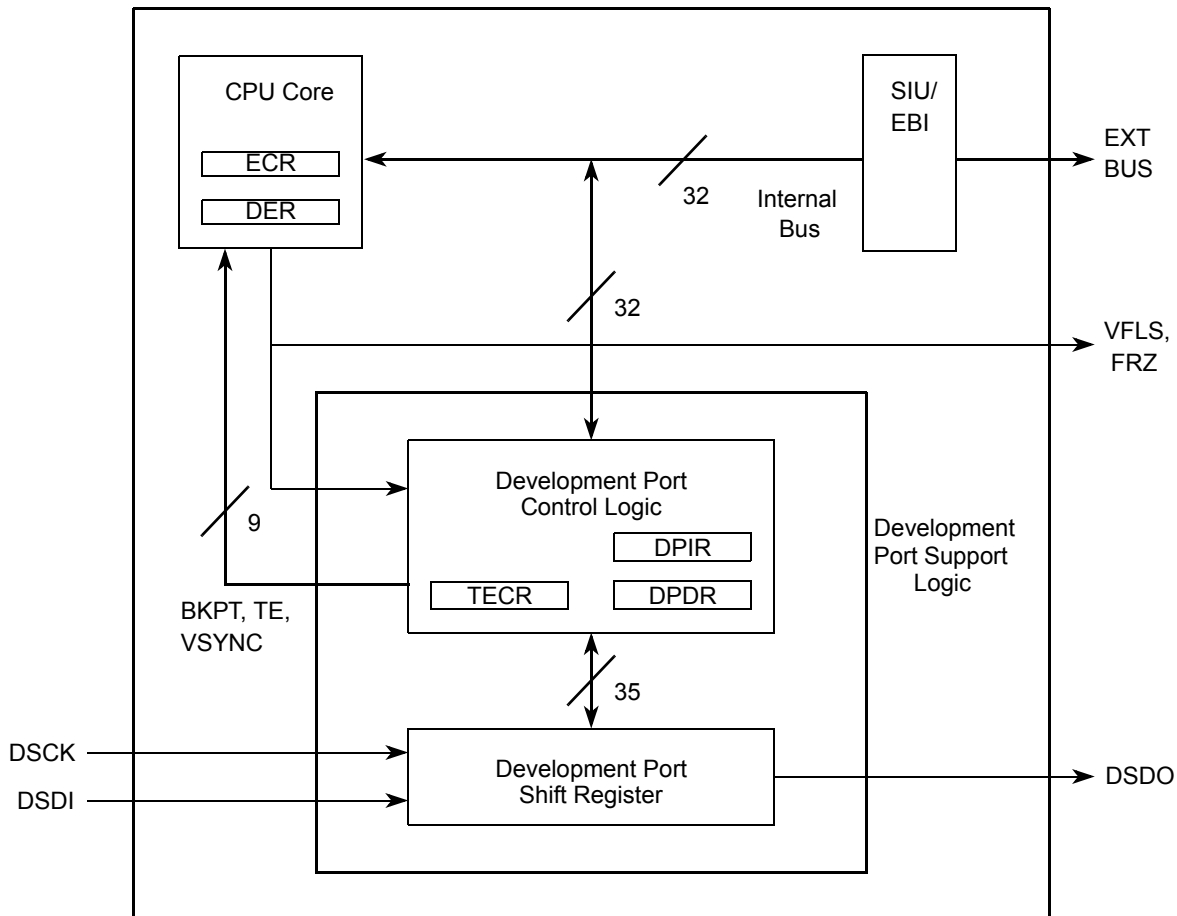 CPU Core
ECR
DER
SIU/
EBI
EXT
BUS
32
Internal
Bus
32
VFLS,
FRZ
Development Port
Control Logic
DPIR
TECR
DPDR
9
BKPT, TE,
VSYNC
Development
Port Support
Logic
35
DSCK
DSDI
Development Port
Shift Register
DSDO